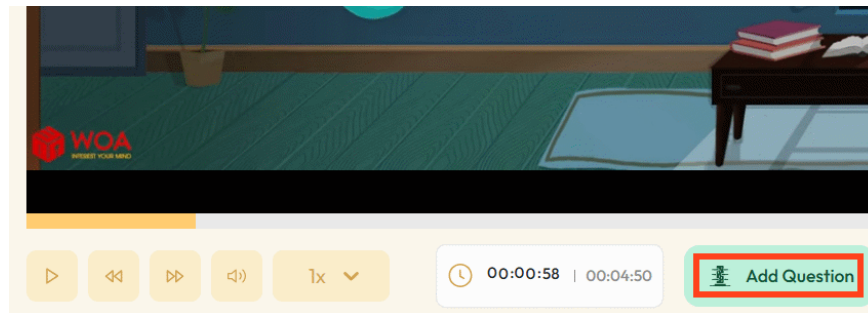 WOA
INTEREST YOUR MIND
1x
00:00:58 | 00:04:50
Add Question